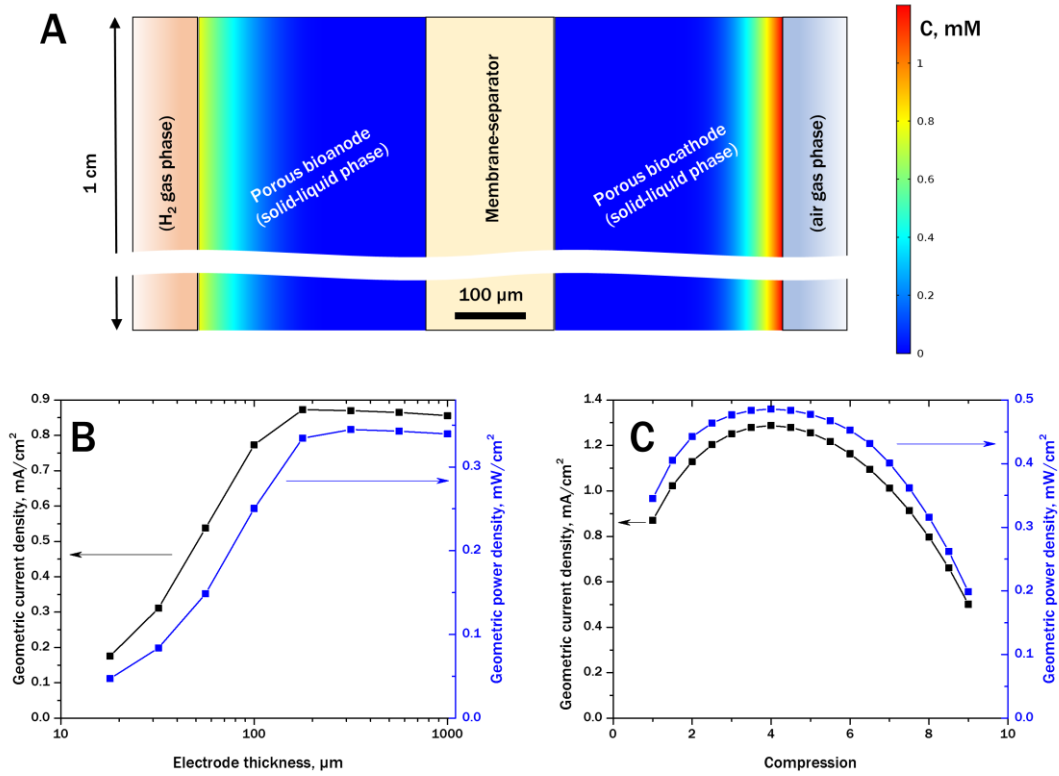 A
C, mM
1 cm
(H₂ gas phase)
Porous bioanode
(solid-liquid phase)
Membrane-separator
Porous biocathode
(solid-liquid phase)
(air gas phase)
100 µm
1
0.8
0.6
0.4
0.2
0
B
Geometric current density, mA/cm²
0.9
0.8
0.7
0.6
0.5
0.4
0.3
0.2
0.1
0.0
10
100
1000
Electrode thickness, µm
0.3
0.2
0.1
0.0
Geometric power density, mW/cm²
C
Geometric current density, mA/cm²
1.4
1.2
1.0
0.8
0.6
0.4
0.2
0.0
0
2
4
6
8
10
Compression
0.5
0.4
0.3
0.2
0.1
0.0
Geometric power density, mW/cm²